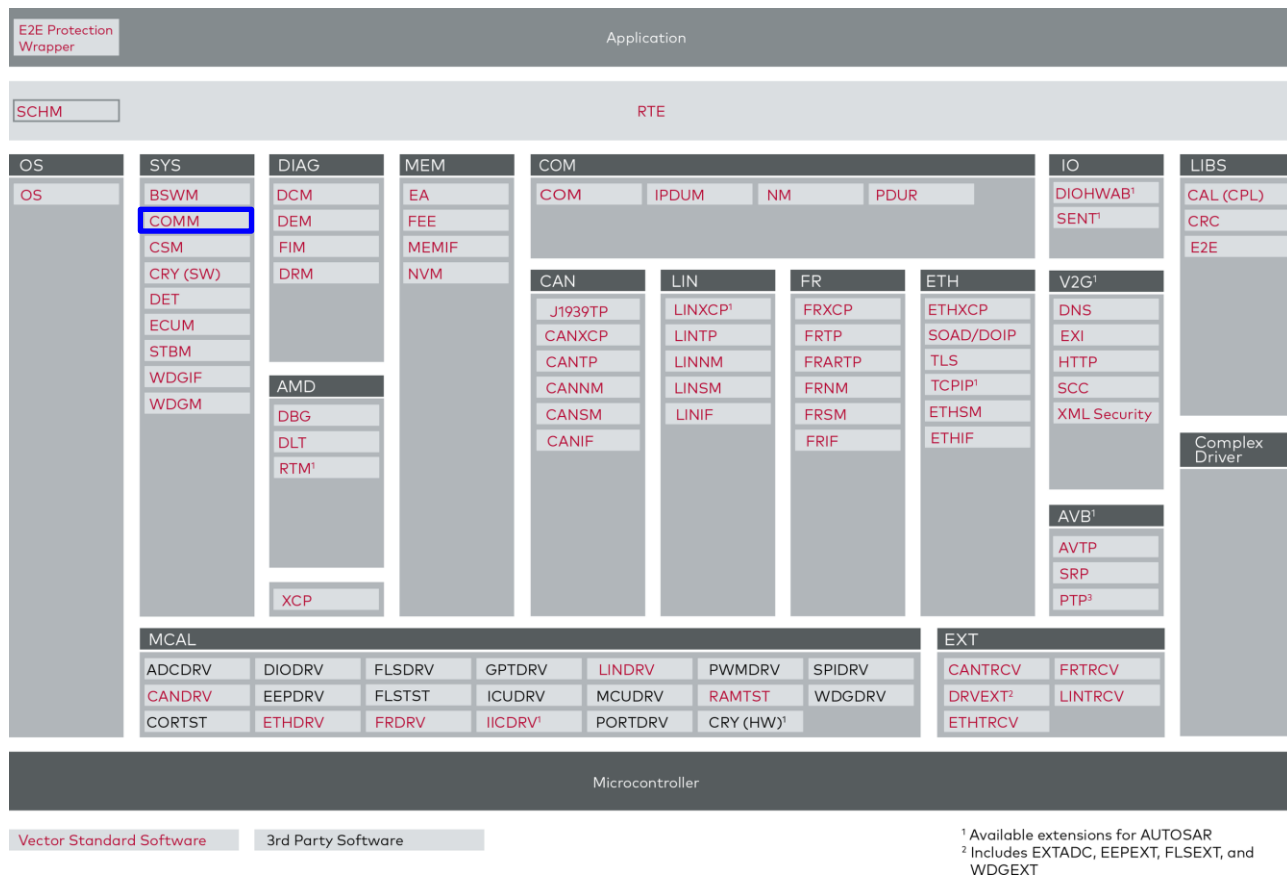 E2E Protection
Wrapper
Application
SCHM
RTE
OS
OS
SYS
BSWM
COMM
CSM
CRY (SW)
DET
ECUM
STBM
WDGIF
WDGM
DIAG
DCM
DEM
FIM
DRM
AMD
DBG
DLT
RTM¹
XCP
MEM
EA
FEE
MEMIF
NVM
COM
COM IPDUM NM PDUR
CAN
J1939TP
CANXCP
CANTP
CANNM
CANSM
CANIF
LIN
LINXCP¹
LINTP
LINNM
LINSM
LINIF
FR
FRXCP
FRTP
FRARTP
FRNM
FRSM
FRIF
ETH
ETHXCP
SOAD/DOIP
TLS
TCPIP¹
ETHSM
ETHIF
IO
DIOHWAB¹
SENT¹
V2G¹
DNS
EXI
HTTP
SCC
XML Security
AVB¹
AVTP
SRP
PTP³
LIBS
CAL (CPL)
CRC
E2E
Complex
Driver
MCAL
ADCDRV DIODRV FLSDRV GPTDRV LINDRV PWMDRV SPIDRV
CANDRV EEPDRV FLSTST ICUDRV MCUDRV RAMTST WDGDRV
CORTST ETHDRV FRDRV IICDRV¹ PORTDRV CRY (HW)¹
EXT
CANTRCV FRTRCV
DRVEXT² LINTRCV
ETHTRCV
Microcontroller
Vector Standard Software 3rd Party Software
¹ Available extensions for AUTOSAR
² Includes EXTADC, EEPEXT, FLSEXT, and
WDGEXT